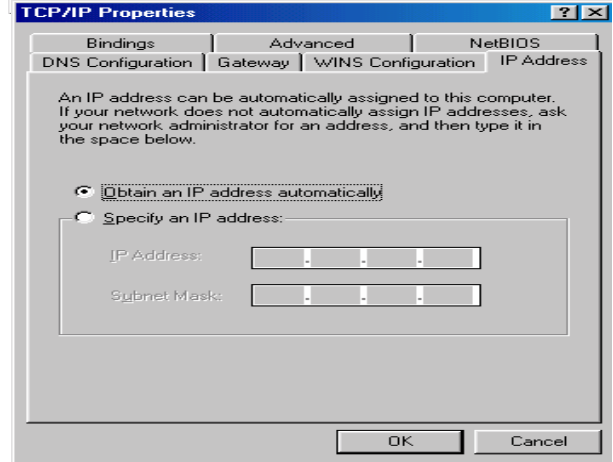 TCP/IP Properties
Bindings Advanced NetBIOS
DNS Configuration Gateway WINS Configuration IP Address
An IP address can be automatically assigned to this computer.
If your network does not automatically assign IP addresses, ask
your network administrator for an address, and then type it in
the space below.
Obtain an IP address automatically
Specify an IP address:
IP Address:
Subnet Mask:
OK Cancel